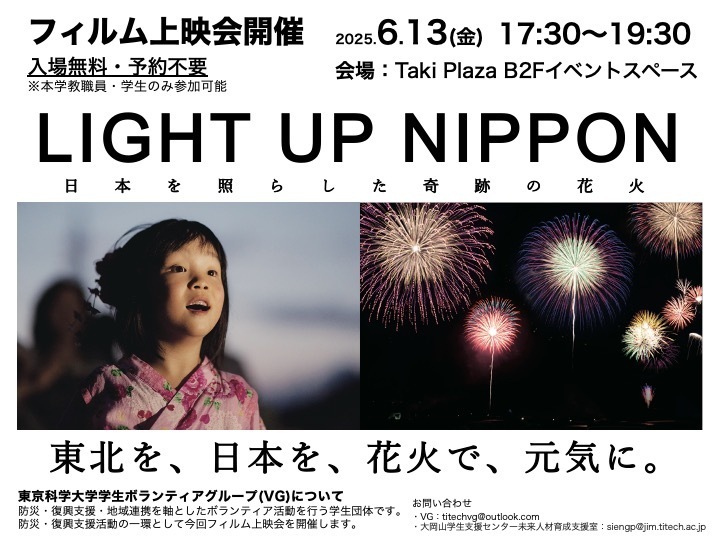 フィルム上映会開催
入場無料・予約不要
※本学教職員・学生のみ参加可能
2025.6.13(金) 17:30〜19:30
会場：Taki Plaza B2Fイベントスペース
LIGHT UP NIPPON
日本を照らした奇跡の花火
東北を、日本を、花火で、元気に。
東京科学大学学生ボランティアグループ(VG)について
防災・復興支援・地域連携を軸としたボランティア活動を行う学生団体です。
防災・復興支援活動の一環として今回フィルム上映会を開催します。
お問い合わせ
・VG：titechvg@outlook.com
・大岡山学生支援センター未来人材育成支援室：siengp@jim.titech.ac.jp